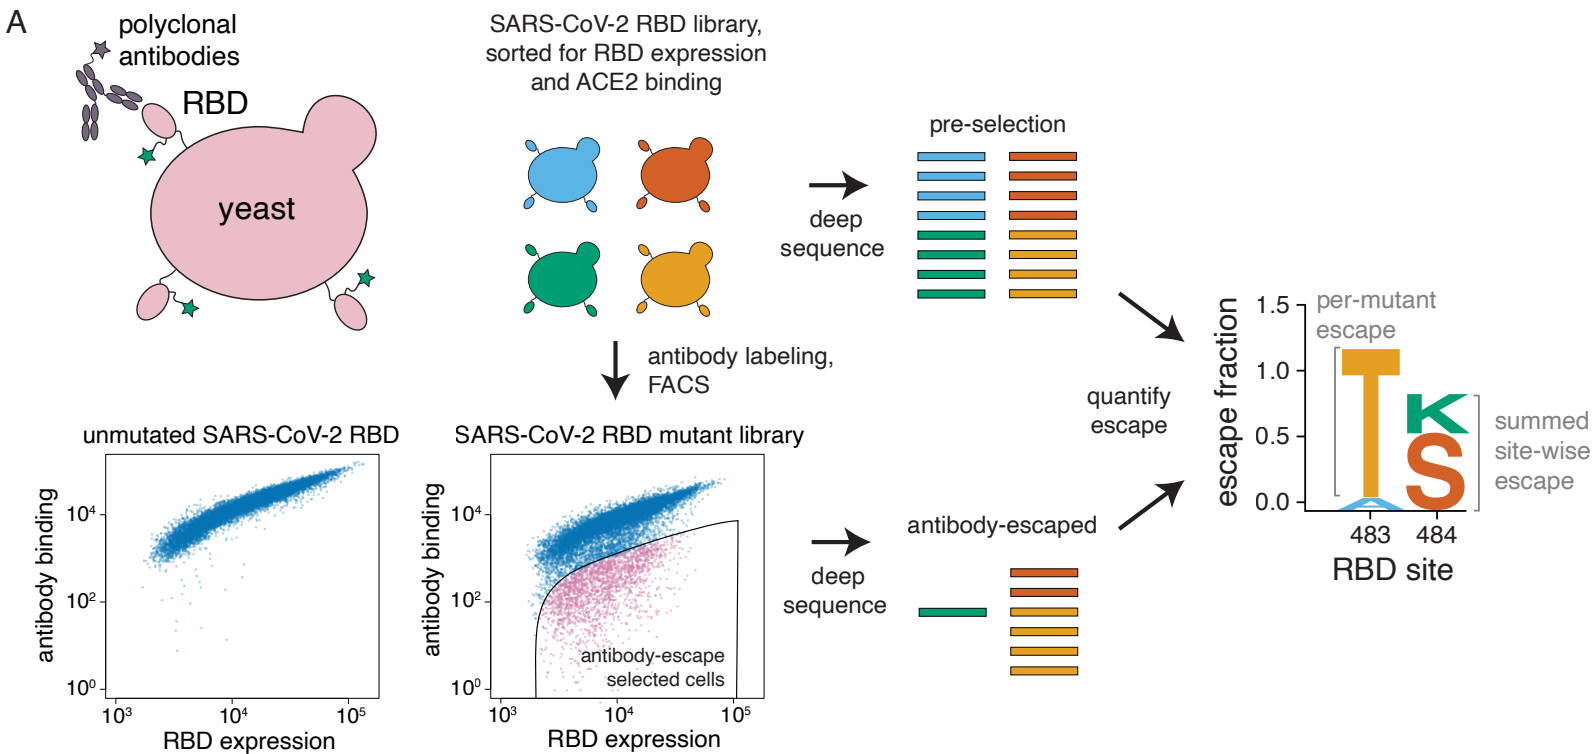 A
polyclonal
antibodies
RBD
yeast
SARS-CoV-2 RBD library,
sorted for RBD expression
and ACE2 binding
deep
sequence
pre-selection
antibody labeling,
FACS
unmutated SARS-CoV-2 RBD
antibody binding
10⁴
10²
10⁰
10³
10⁴
10⁵
RBD expression
SARS-CoV-2 RBD mutant library
antibody binding
10⁴
10²
10⁰
antibody-escape
selected cells
10³
10⁴
10⁵
RBD expression
deep
sequence
antibody-escaped
quantify
escape
escape fraction
1.5
1.0
0.5
0.0
per-mutant
escape
T
A
K
S
summed
site-wise
escape
483
484
RBD site